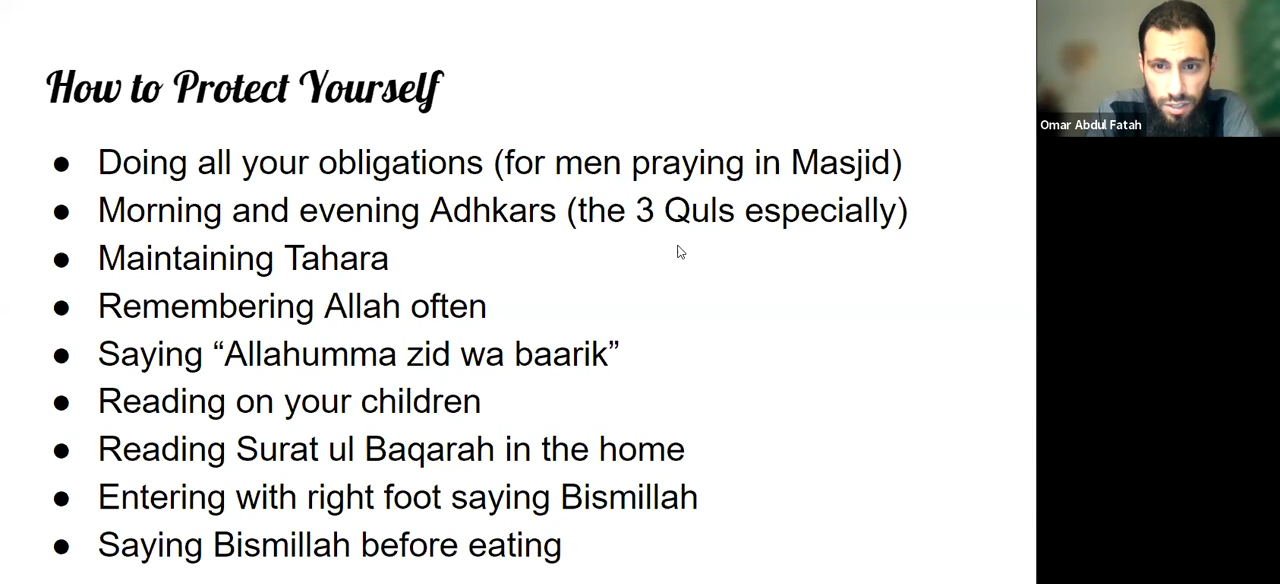 How to Protect Yourself
● Doing all your obligations (for men praying in Masjid)
● Morning and evening Adhkars (the 3 Quls especially)
● Maintaining Tahara
● Remembering Allah often
● Saying “Allahumma zid wa baarik”
● Reading on your children
● Reading Surat ul Baqarah in the home
● Entering with right foot saying Bismillah
● Saying Bismillah before eating
Omar Abdul Fatah